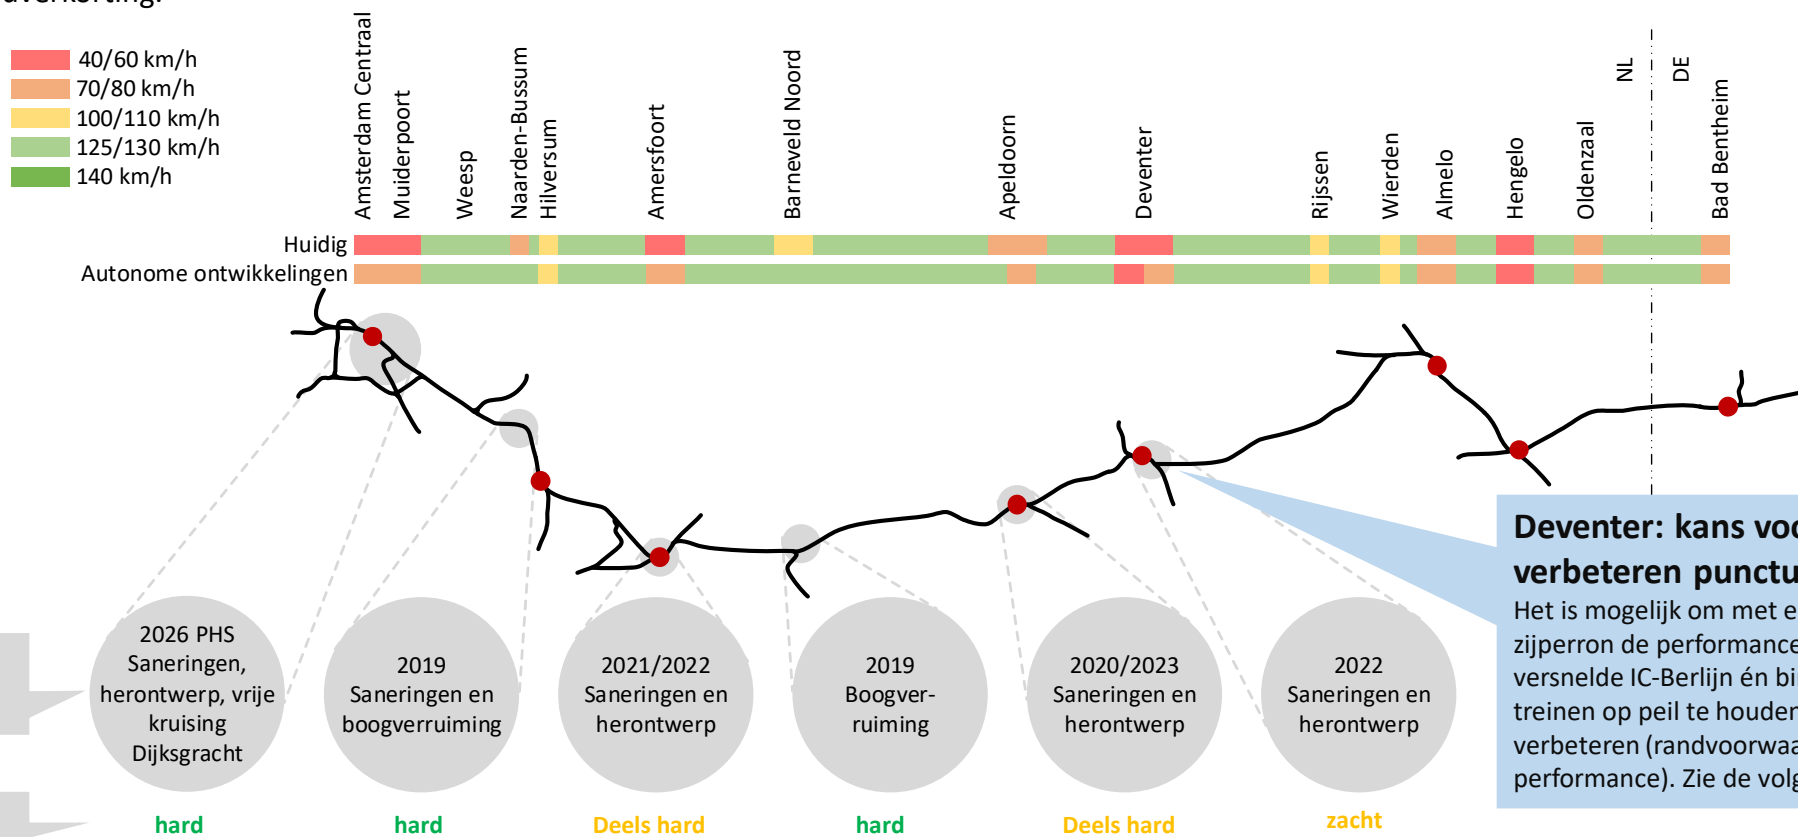 40/60 km/h
70/80 km/h
100/110 km/h
125/130 km/h
140 km/h
Amsterdam Centraal
Muiderpoort
Weesp
Naarden-Bussum
Hilversum
Amersfoort
Barneveld Noord
Apeldoorn
Deventer
Rijssen
Wierden
Almelo
Hengelo
Oldenzaal
NL
DE
Bad Bentheim
Huidig
Autonome ontwikkelingen
2026 PHS
Saneringen,
herontwerp, vrije
kruising
Dijksgracht
hard
2019
Saneringen en
boogverruiming
hard
2021/2022
Saneringen en
herontwerp
Deels hard
2019
Boogver-
ruiming
hard
2020/2023
Saneringen en
herontwerp
Deels hard
2022
Saneringen en
herontwerp
zacht
Deventer: kans
verbeteren
Het is mogelijk om met
zijperron de performance
versnelde IC-Berlijn én
treinen op peil te houden
verbeteren
performance). Zie de